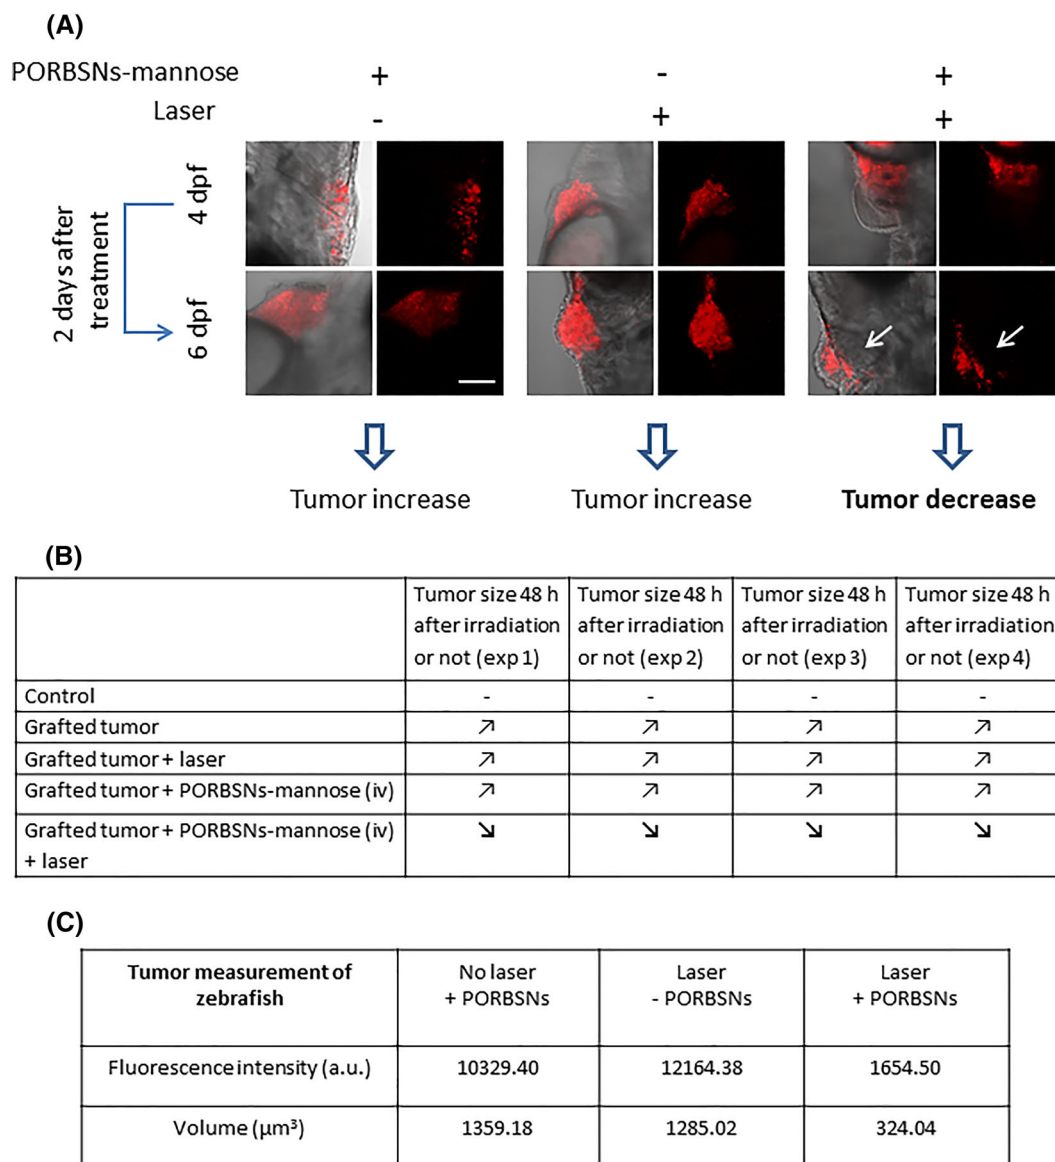 (A)
PORBSNs-mannose + - +
Laser - + +
2 days after treatment
4 dpf
6 dpf
Tumor increase Tumor increase Tumor decrease
(B)
Tumor size 48 h Tumor size 48 h Tumor size 48 h Tumor size 48 h
after irradiation after irradiation after irradiation after irradiation
or not (exp 1) or not (exp 2) or not (exp 3) or not (exp 4)
Control - - - -
Grafted tumor ↗ ↗ ↗ ↗
Grafted tumor + laser ↗ ↗ ↗ ↗
Grafted tumor + PORBSNs-mannose (iv) ↗ ↗ ↗ ↗
Grafted tumor + PORBSNs-mannose (iv) ↘ ↘ ↘ ↘
+ laser
(C)
Tumor measurement of No laser Laser Laser
zebrafish + PORBSNs - PORBSNs + PORBSNs
Fluorescence intensity (a.u.) 10329.40 12164.38 1654.50
Volume (µm³) 1359.18 1285.02 324.04